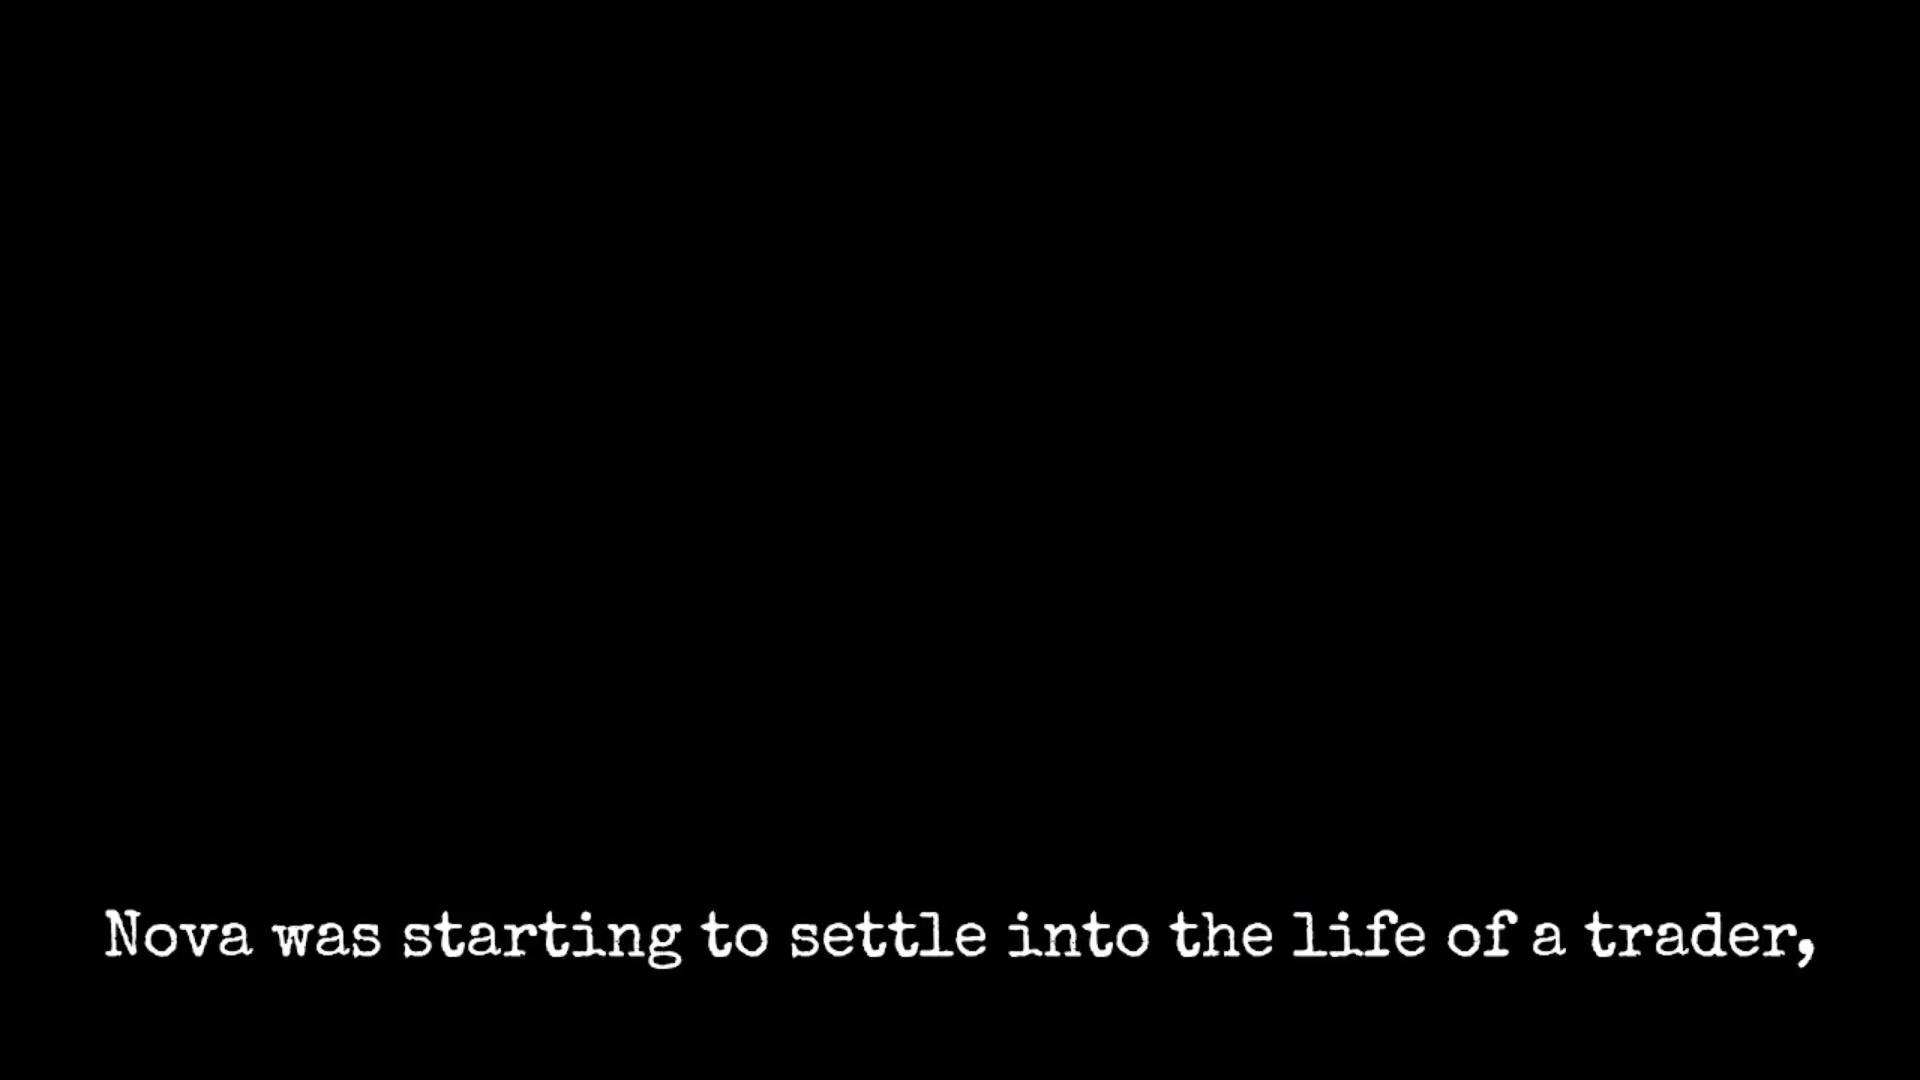 Nova was starting to settle into the life of a trader,